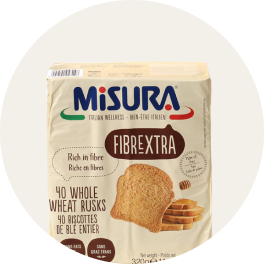 MiSURA®
ITALIAN WELLNESS - BIEN-ÊTRE ITALIEN
FIBREXTRA
Rich in fibre
Riche en fibres
40 WHOLE
WHEAT RUSKS
40 BISCOTTES
DE BLÉ ENTIER
320g